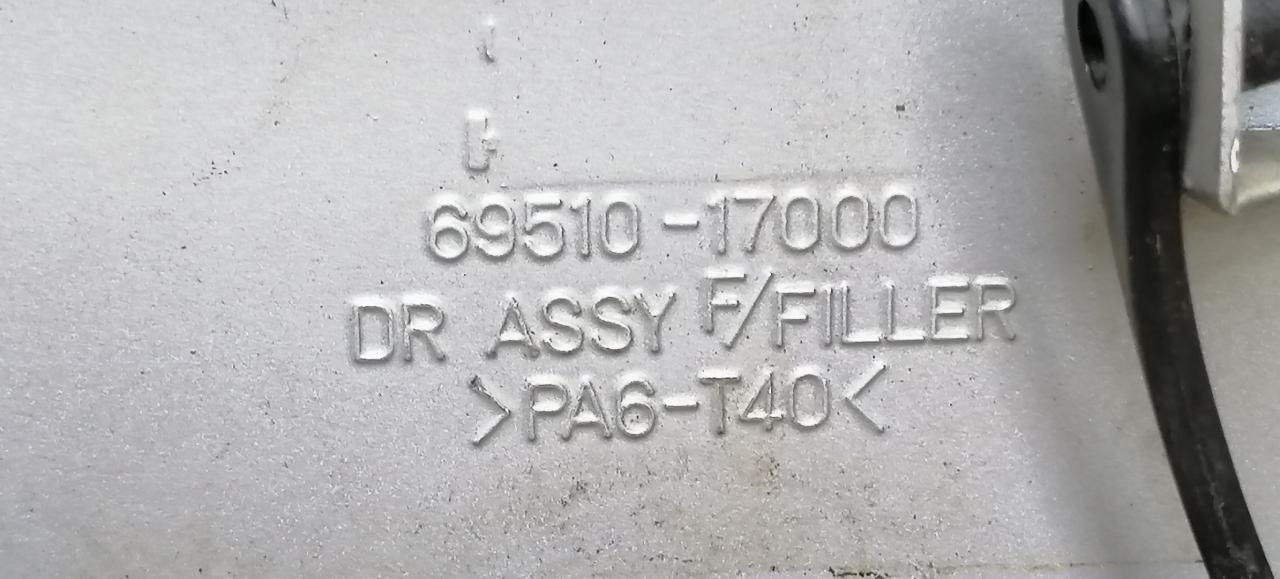 69510-17000
DR ASSY F/FILLER
>PA6-T40<